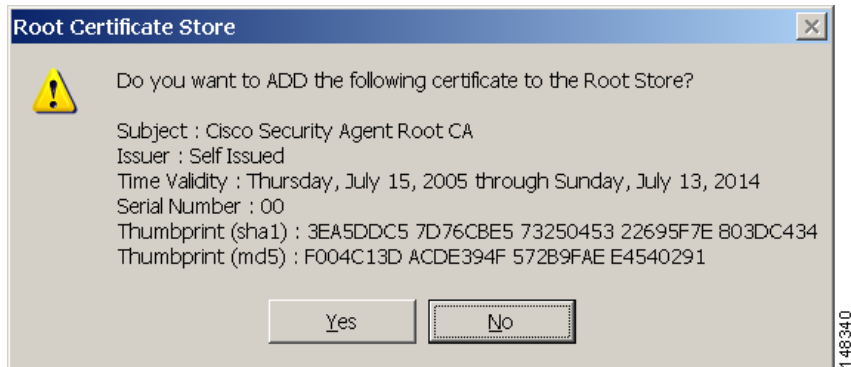 Root Certificate Store
Do you want to ADD the following certificate to the Root Store?
Subject : Cisco Security Agent Root CA
Issuer : Self Issued
Time Validity : Thursday, July 15, 2005 through Sunday, July 13, 2014
Serial Number : 00
Thumbprint (sha1) : 3EA5DDC5 7D76CBE5 73250453 22695F7E 803DC434
Thumbprint (md5) : F004C13D ACDE394F 572B9FAE E4540291
Yes
No
148340